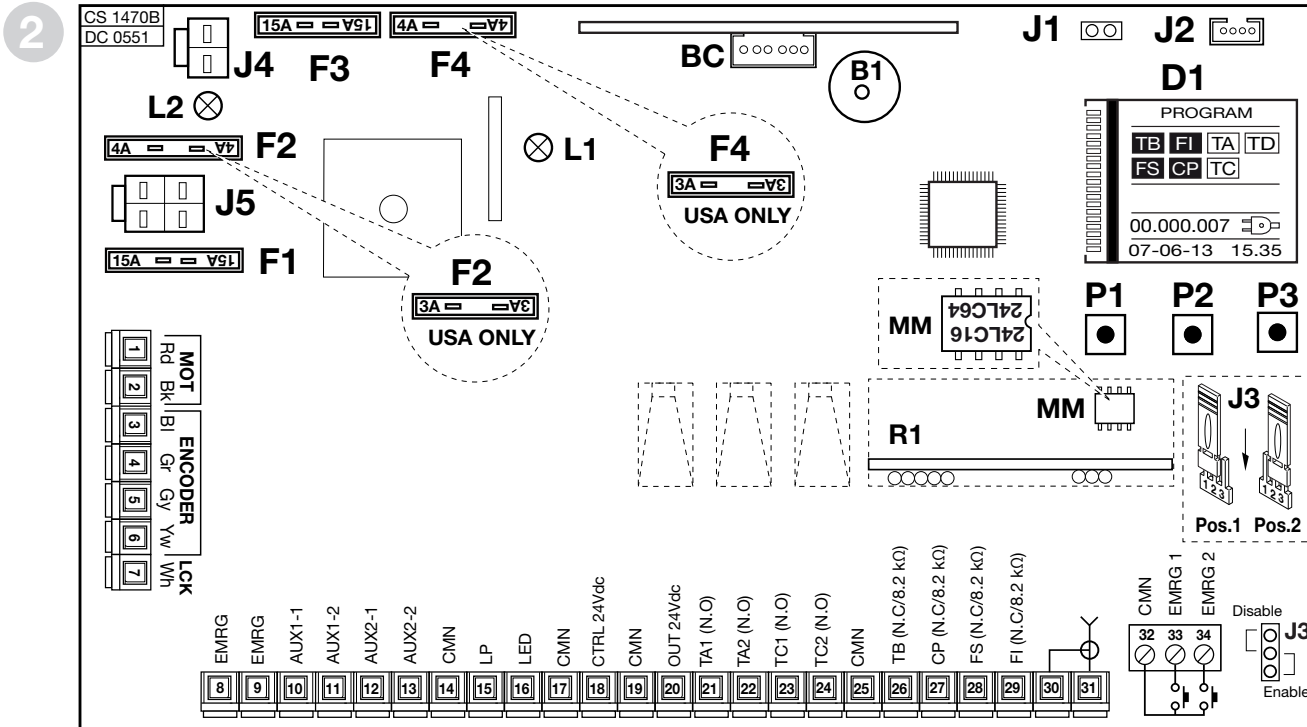 2
CS 1470B
DC 0551
J4
15A 15A
F3
4A 4A
F4
BC
B1
J1
J2
D1
PROGRAM
TB FI TA TD
FS CP TC
00.000.007
07-06-13 15.35
L2
4A 4A
F2
L1
F4
3A 3A
USA ONLY
J5
15A 15A
F1
F2
3A 3A
USA ONLY
MM
24LC64
24LC16
P1 P2 P3
MM
R1
J3
1 2 3
1 2 3
Pos.1 Pos.2
1 Rd
2 Bk
MOT
3 Bl
4 Gr
5 Gy
6 Yw
ENCODER
7 Wh
LCK
EMRG
EMRG
AUX1-1
AUX1-2
AUX2-1
AUX2-2
CMN
LP
LED
CMN
CTRL 24Vdc
CMN
OUT 24Vdc
TA1 (N.O)
TA2 (N.O)
TC1 (N.O)
TC2 (N.O)
CMN
TB (N.C/8.2 kΩ)
CP (N.C/8.2 kΩ)
FS (N.C/8.2 kΩ)
FI (N.C/8.2 kΩ)
8 9 10 11 12 13 14 15 16 17 18 19 20 21 22 23 24 25 26 27 28 29 30 31
CMN
EMRG 1
EMRG 2
32 33 34
Disable
J3
Enable